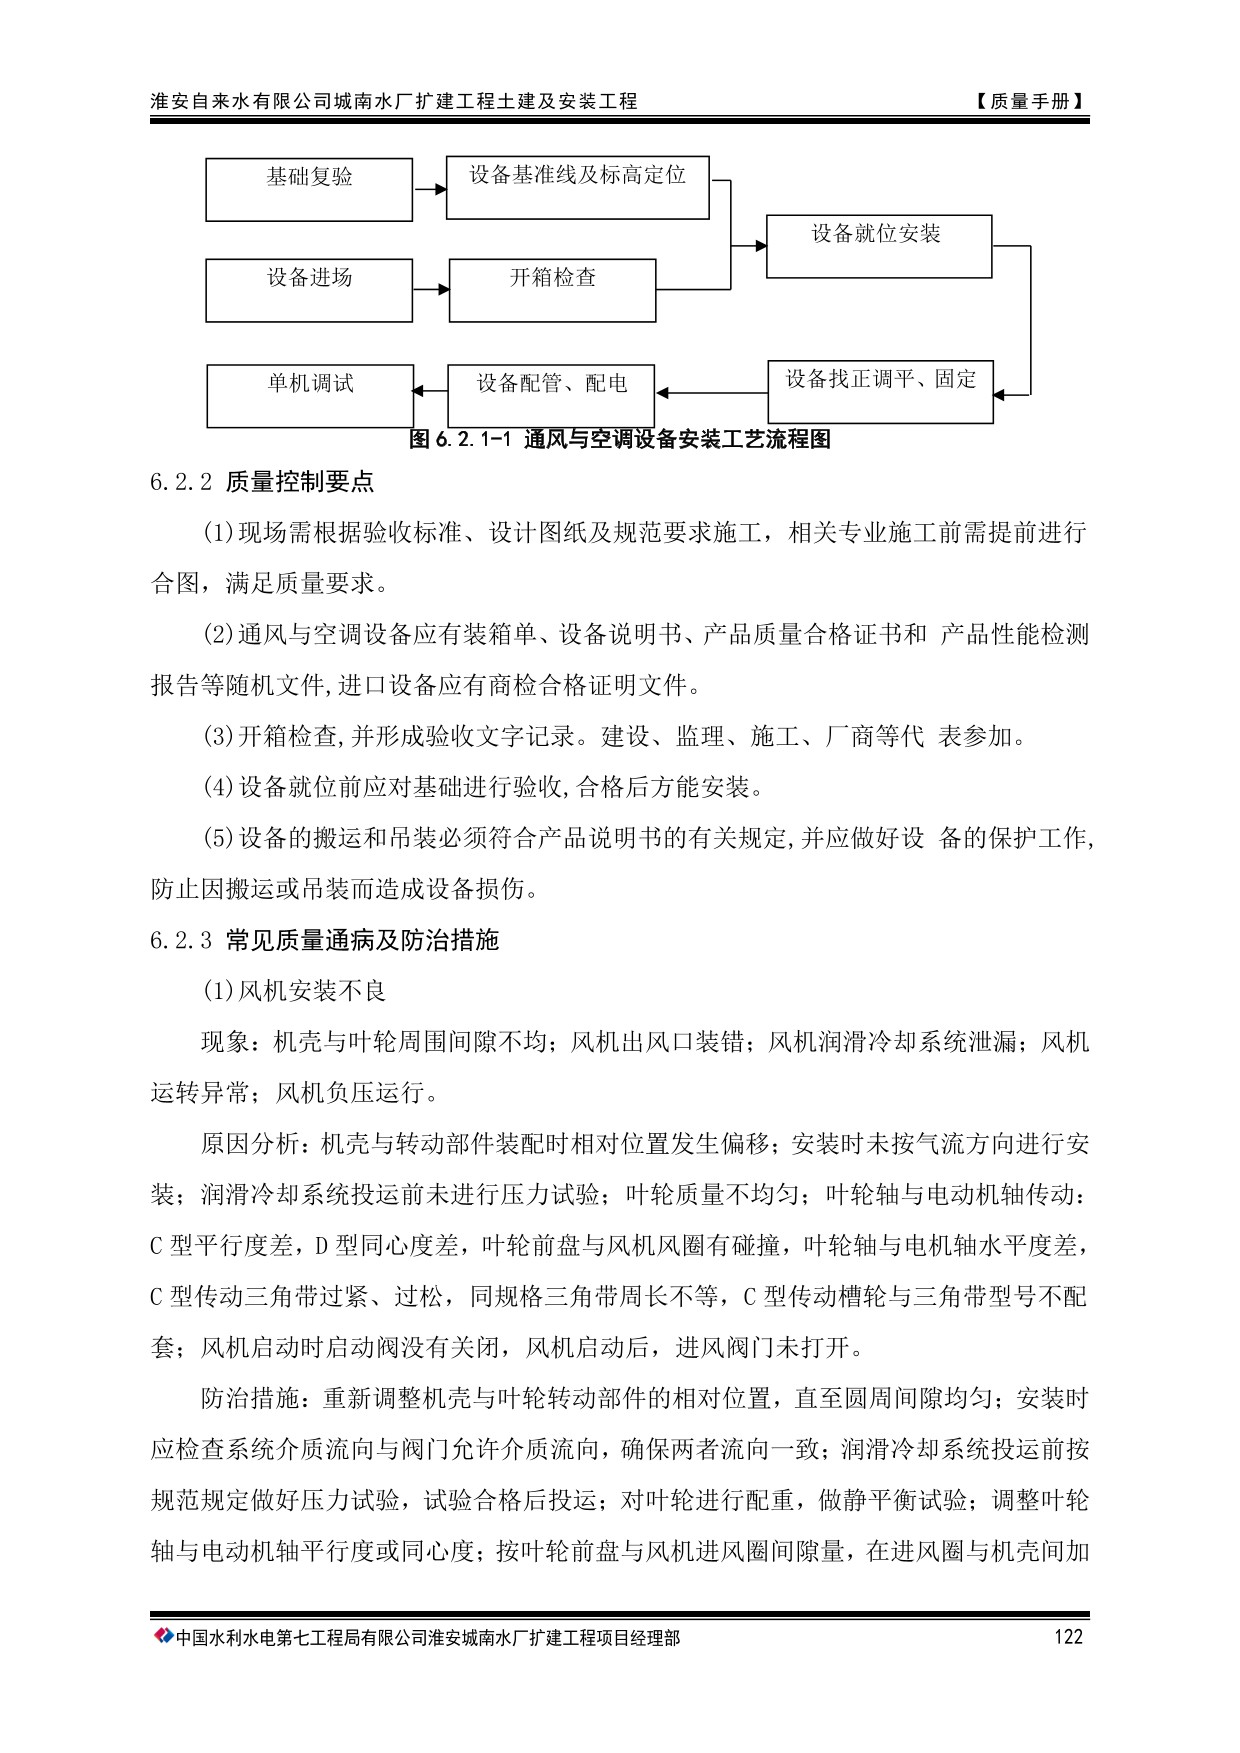 淮安自来水有限公司城南水厂扩建工程土建及安装工程 【质量手册】
基础复验
设备基准线及标高定位
设备就位安装
设备进场
开箱检查
单机调试
设备配管、配电
设备找正调平、固定
图 6.2.1-1 通风与空调设备安装工艺流程图
6.2.2 质量控制要点
(1)现场需根据验收标准、设计图纸及规范要求施工，相关专业施工前需提前进行
合图，满足质量要求。
(2)通风与空调设备应有装箱单、设备说明书、产品质量合格证书和 产品性能检测
报告等随机文件,进口设备应有商检合格证明文件。
(3)开箱检查,并形成验收文字记录。建设、监理、施工、厂商等代 表参加。
(4)设备就位前应对基础进行验收,合格后方能安装。
(5)设备的搬运和吊装必须符合产品说明书的有关规定,并应做好设 备的保护工作,
防止因搬运或吊装而造成设备损伤。
6.2.3 常见质量通病及防治措施
(1)风机安装不良
现象：机壳与叶轮周围间隙不均；风机出风口装错；风机润滑冷却系统泄漏；风机
运转异常；风机负压运行。
原因分析：机壳与转动部件装配时相对位置发生偏移；安装时未按气流方向进行安
装；润滑冷却系统投运前未进行压力试验；叶轮质量不均匀；叶轮轴与电动机轴传动：
C 型平行度差，D 型同心度差，叶轮前盘与风机风圈有碰撞，叶轮轴与电机轴水平度差，
C 型传动三角带过紧、过松，同规格三角带周长不等，C 型传动槽轮与三角带型号不配
套；风机启动时启动阀没有关闭，风机启动后，进风阀门未打开。
防治措施：重新调整机壳与叶轮转动部件的相对位置，直至圆周间隙均匀；安装时
应检查系统介质流向与阀门允许介质流向，确保两者流向一致；润滑冷却系统投运前按
规范规定做好压力试验，试验合格后投运；对叶轮进行配重，做静平衡试验；调整叶轮
轴与电动机轴平行度或同心度；按叶轮前盘与风机进风圈间隙量，在进风圈与机壳间加
中国水利水电第七工程局有限公司淮安城南水厂扩建工程项目经理部 122